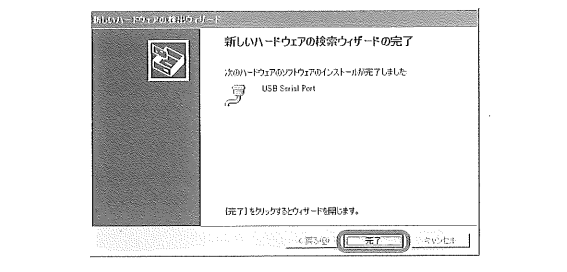 新しいハードウェアの検出ウィザード
新しいハードウェアの検索ウィザードの完了
次のハードウェアのソフトウェアのインストールが完了しました
USB Serial Port
[完了] をクリックするとウィザードを閉じます。
< 戻る(B)
完了
キャンセル